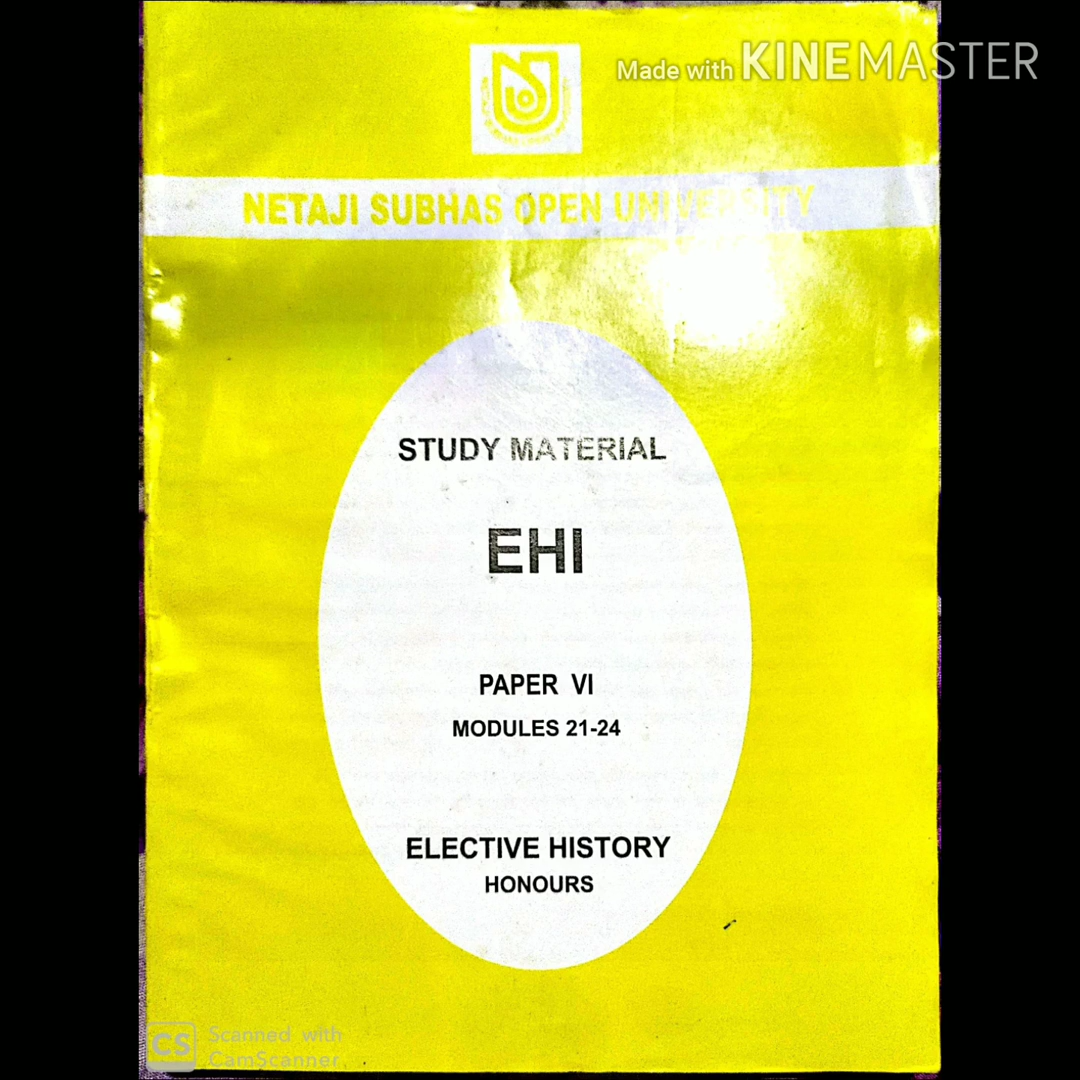 Made with KINEMASTER
NETAJI SUBHAS OPEN UNIVERSITY
STUDY MATERIAL
EHI
PAPER VI
MODULES 21-24
ELECTIVE HISTORY
HONOURS
CS Scanned with
CamScanner